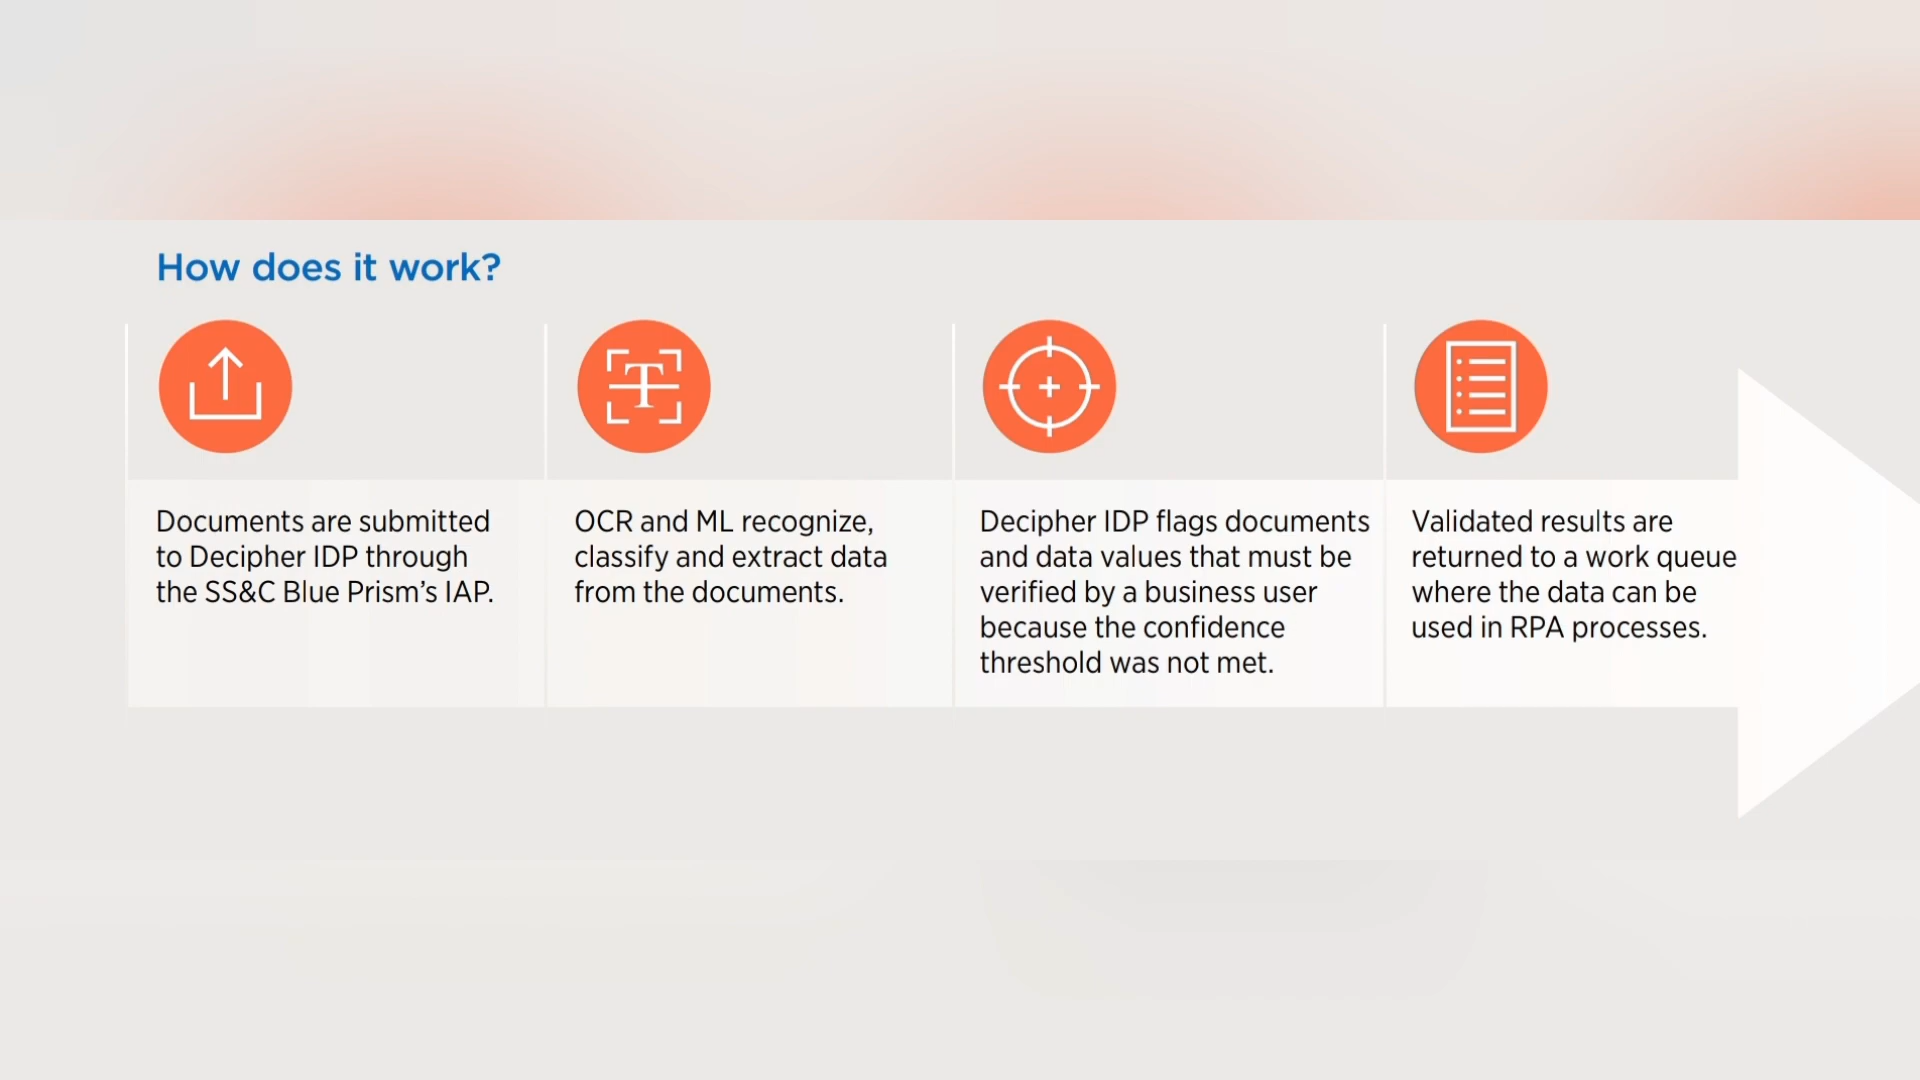 How does it work?
T
Documents are submitted
to Decipher IDP through
the SS&C Blue Prism’s IAP.
OCR and ML recognize,
classify and extract data
from the documents.
Decipher IDP flags documents
and data values that must be
verified by a business user
because the confidence
threshold was not met.
Validated results are
returned to a work queue
where the data can be
used in RPA processes.